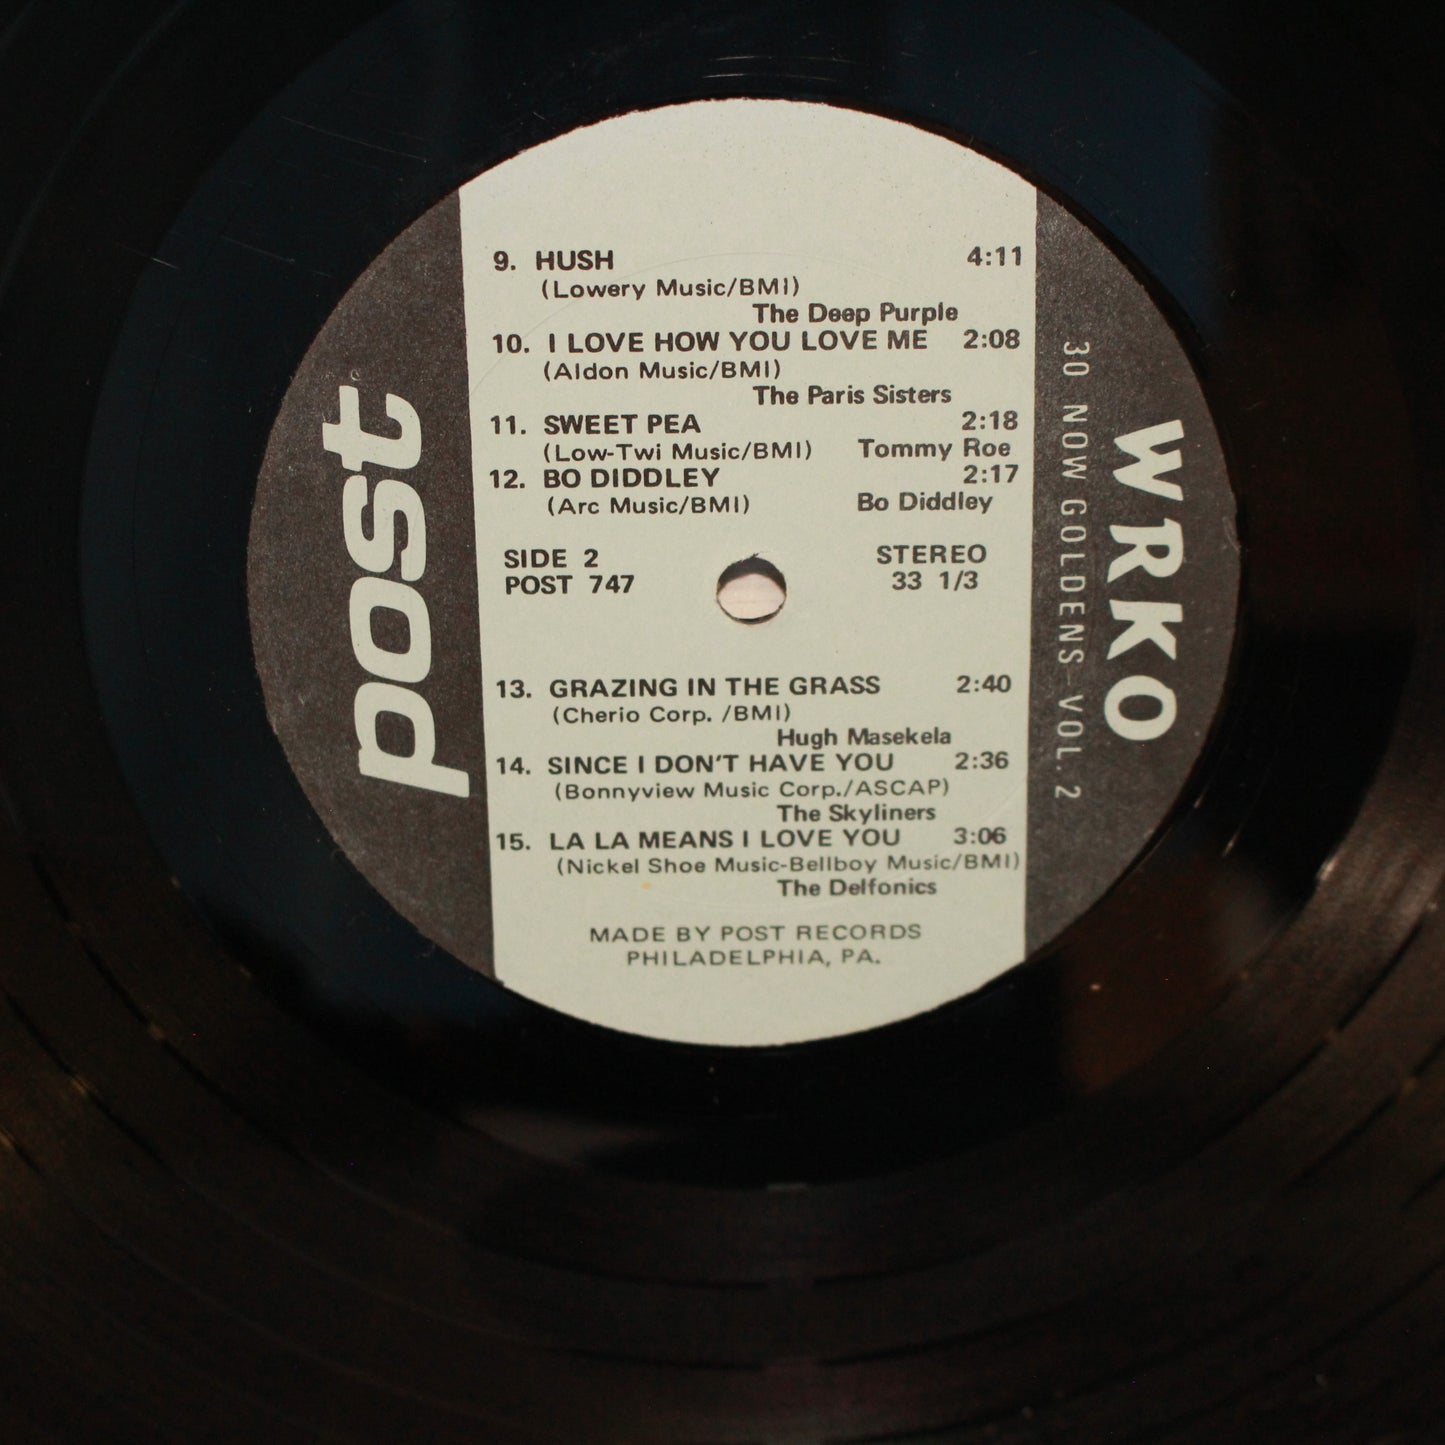 9. HUSH 4:11
(Lowery Music/BMI)
The Deep Purple
10. I LOVE HOW YOU LOVE ME 2:08
(Aldon Music/BMI)
The Paris Sisters
11. SWEET PEA 2:18
(Low-Twi Music/BMI) Tommy Roe
12. BO DIDDLEY 2:17
(Arc Music/BMI) Bo Diddley
SIDE 2 STEREO
POST 747 33 1/3
13. GRAZING IN THE GRASS 2:40
(Cherio Corp. /BMI)
Hugh Masekela
14. SINCE I DON'T HAVE YOU 2:36
(Bonnyview Music Corp./ASCAP)
The Skyliners
15. LA LA MEANS I LOVE YOU 3:06
(Nickel Shoe Music-Bellboy Music/BMI)
The Delfonics
MADE BY POST RECORDS
PHILADELPHIA, PA.
post
WRKO
30 NOW GOLDENS-VOL. 2